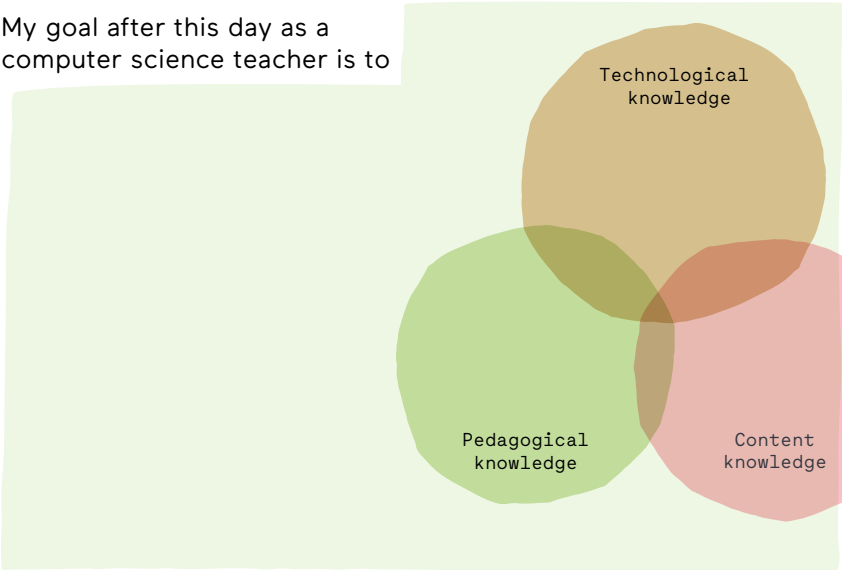 My goal after this day as a
computer science teacher is to
Technological
knowledge
Pedagogical
knowledge
Content
knowledge